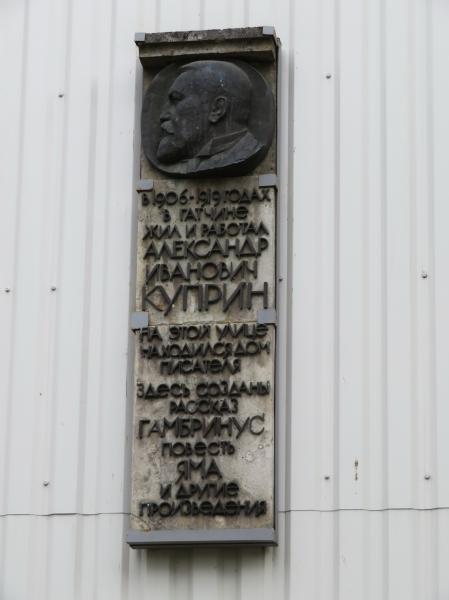 В 1906-1919 ГОДАХ
В ГАТЧИНЕ
ЖИЛ И РАБОТАЛ
АЛЕКСАНДР
ИВАНОВИЧ
КУПРИН
НА ЭТОЙ УЛИЦЕ
НАХОДИЛСЯ ДОМ
ПИСАТЕЛЯ
ЗДЕСЬ СОЗДАНЫ
РАССКАЗ
ГАМБРИНУС
ПОВЕСТЬ
ЯМА
И ДРУГИЕ
ПРОИЗВЕДЕНИЯ